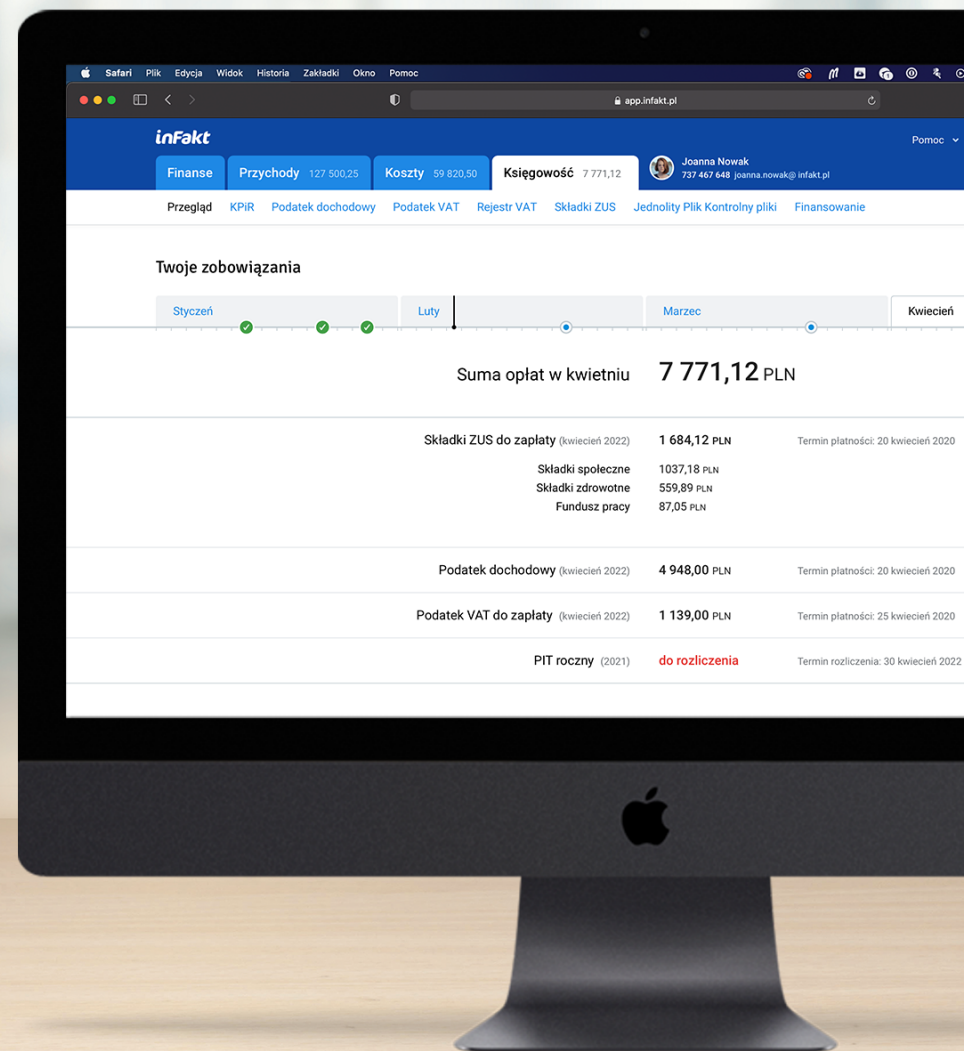 Safari Plik Edycja Widok Historia Zakładki Okno Pomoc
app.infakt.pl
inFakt
Pomoc
Finanse Przychody 127 500,25 Koszty 59 820,50 Księgowość 7 771,12
Joanna Nowak
737 467 648 joanna.nowak@ infakt.pl
Przegląd KPiR Podatek dochodowy Podatek VAT Rejestr VAT Składki ZUS Jednolity Plik Kontrolny pliki Finansowanie
Twoje zobowiązania
Styczeń Luty Marzec Kwiecień
Suma opłat w kwietniu 7 771,12 PLN
Składki ZUS do zapłaty (kwiecień 2022) 1 684,12 PLN Termin płatności: 20 kwiecień 2020
Składki społeczne 1037,18 PLN
Składki zdrowotne 559,89 PLN
Fundusz pracy 87,05 PLN
Podatek dochodowy (kwiecień 2022) 4 948,00 PLN Termin płatności: 20 kwiecień 2020
Podatek VAT do zapłaty (kwiecień 2022) 1 139,00 PLN Termin płatności: 25 kwiecień 2020
PIT roczny (2021) do rozliczenia Termin rozliczenia: 30 kwiecień 2022